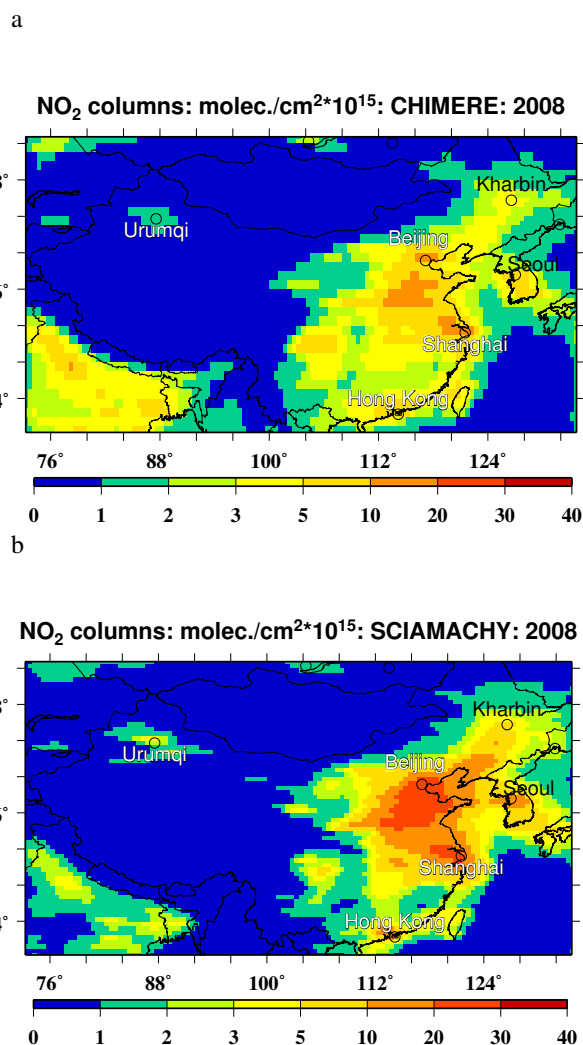 a
NO2 columns: molec./cm2*10^15: CHIMERE: 2008
Kharbin
Urumqi
Beijing
Seoul
Shanghai
Hong Kong
76° 88° 100° 112° 124°
0 1 2 3 5 10 20 30 40
b
NO2 columns: molec./cm2*10^15: SCIAMACHY: 2008
Kharbin
Urumqi
Beijing
Seoul
Shanghai
Hong Kong
76° 88° 100° 112° 124°
0 1 2 3 5 10 20 30 40